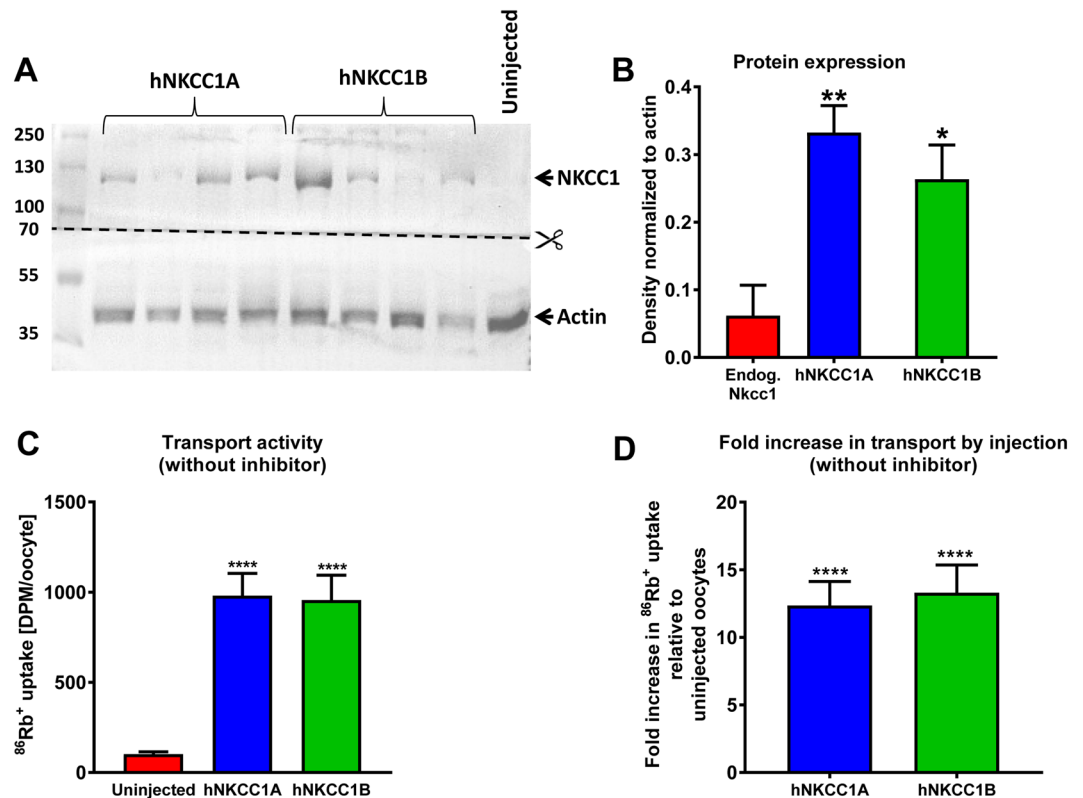 A
hNKCC1A
hNKCC1B
Uninjected
250
130
100
70
55
35
NKCC1
Actin
B
Protein expression
Density normalized to actin
0.4
0.3
0.2
0.1
0.0
**
*
Endog.
Nkcc1
hNKCC1A
hNKCC1B
C
Transport activity
(without inhibitor)
⁸⁶Rb⁺ uptake [DPM/oocyte]
1500
1000
500
0
****
****
Uninjected
hNKCC1A
hNKCC1B
D
Fold increase in transport by injection
(without inhibitor)
Fold increase in ⁸⁶Rb⁺ uptake
relative to
uninjected oocytes
20
15
10
5
0
****
****
hNKCC1A
hNKCC1B